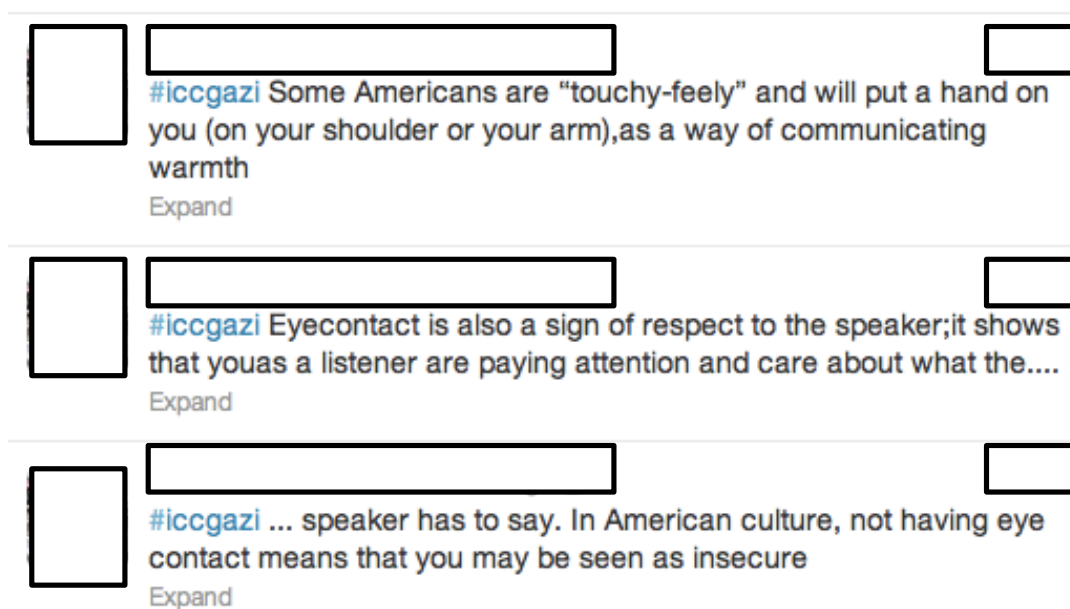 #iccgazi Some Americans are “touchy-feely” and will put a hand on
you (on your shoulder or your arm),as a way of communicating
warmth
Expand
#iccgazi Eyecontact is also a sign of respect to the speaker;it shows
that youas a listener are paying attention and care about what the....
Expand
#iccgazi ... speaker has to say. In American culture, not having eye
contact means that you may be seen as insecure
Expand